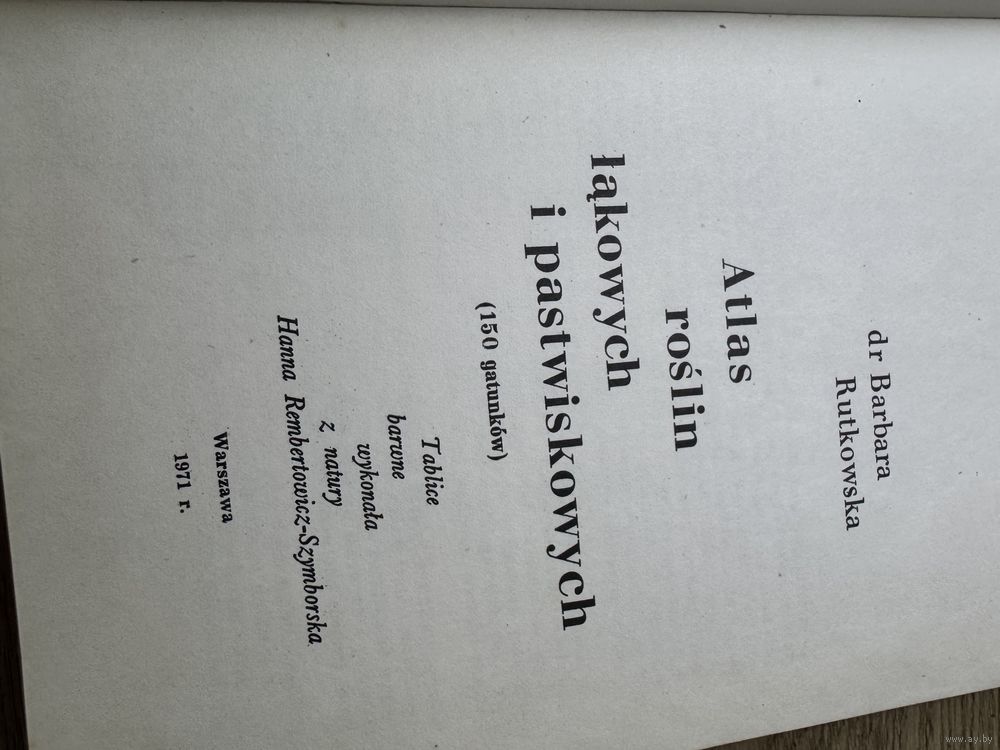 dr Barbara
Rutkowska
Atlas
roślin
łąkowych
i pastwiskowych
(150 gatunków)
Tablice
barwne
wykonała
z natury
Hanna Rembertowicz-Szymborska
Warszawa
1971 r.
www.ay.by